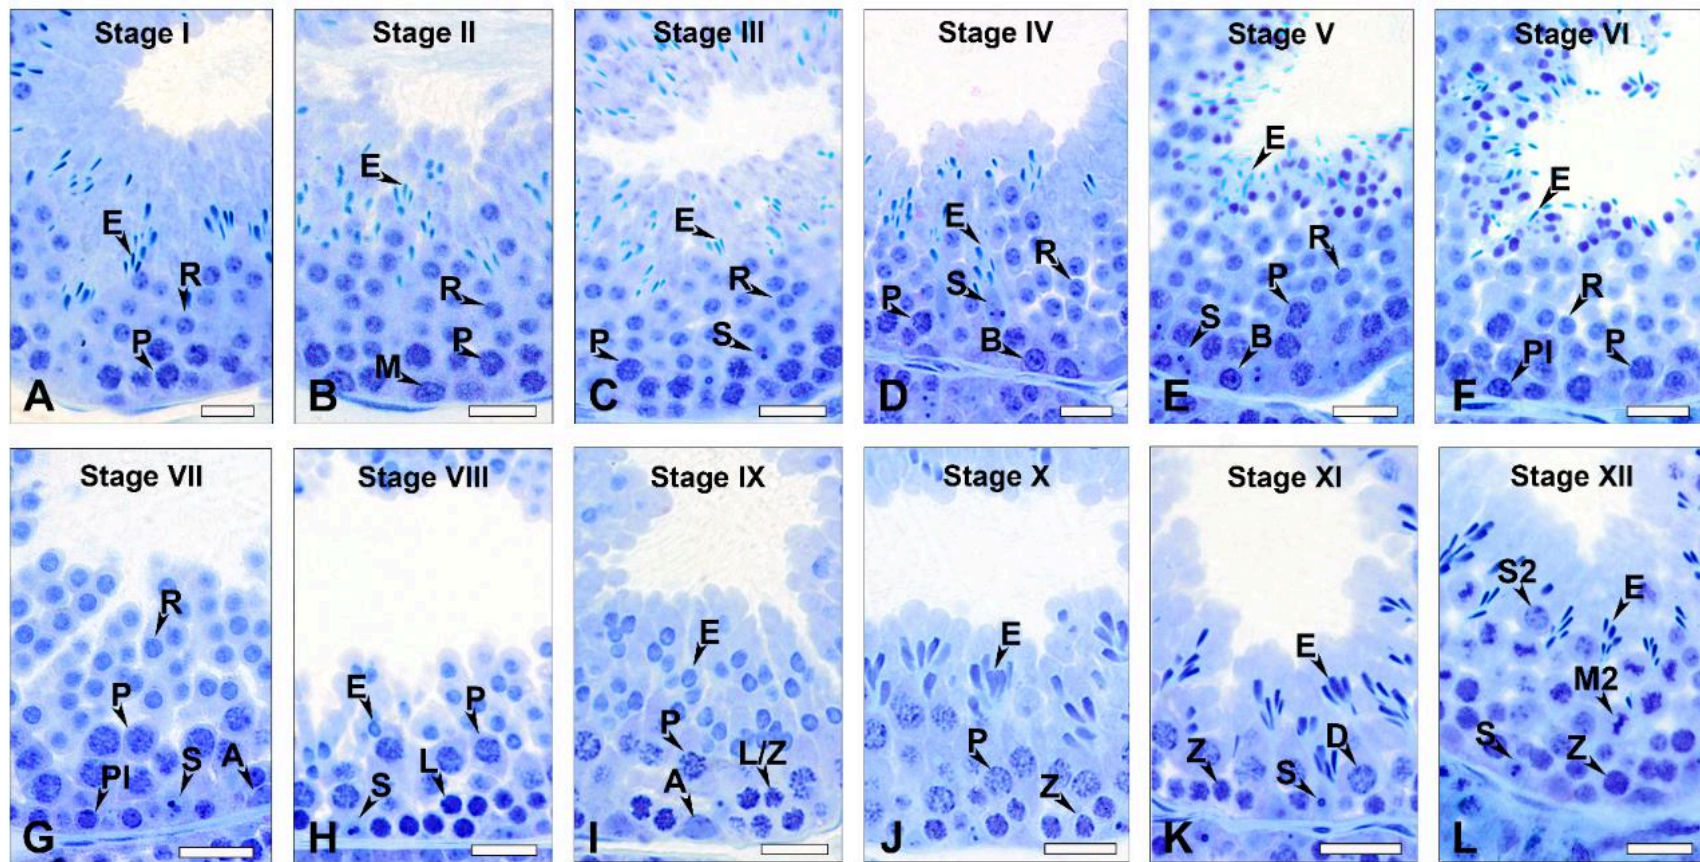 Stage I
E
R
P
A
Stage II
E
R
P
M
B
Stage III
E
R
S
P
C
Stage IV
E
R
S
P
B
D
Stage V
E
R
P
S
B
E
Stage VI
E
R
P
PI
F
Stage VII
R
P
S
A
PI
G
Stage VIII
E
P
L
S
H
Stage IX
E
P
L/Z
A
I
Stage X
E
P
Z
J
Stage XI
E
D
Z
S
K
Stage XII
S2
E
M2
S
Z
L